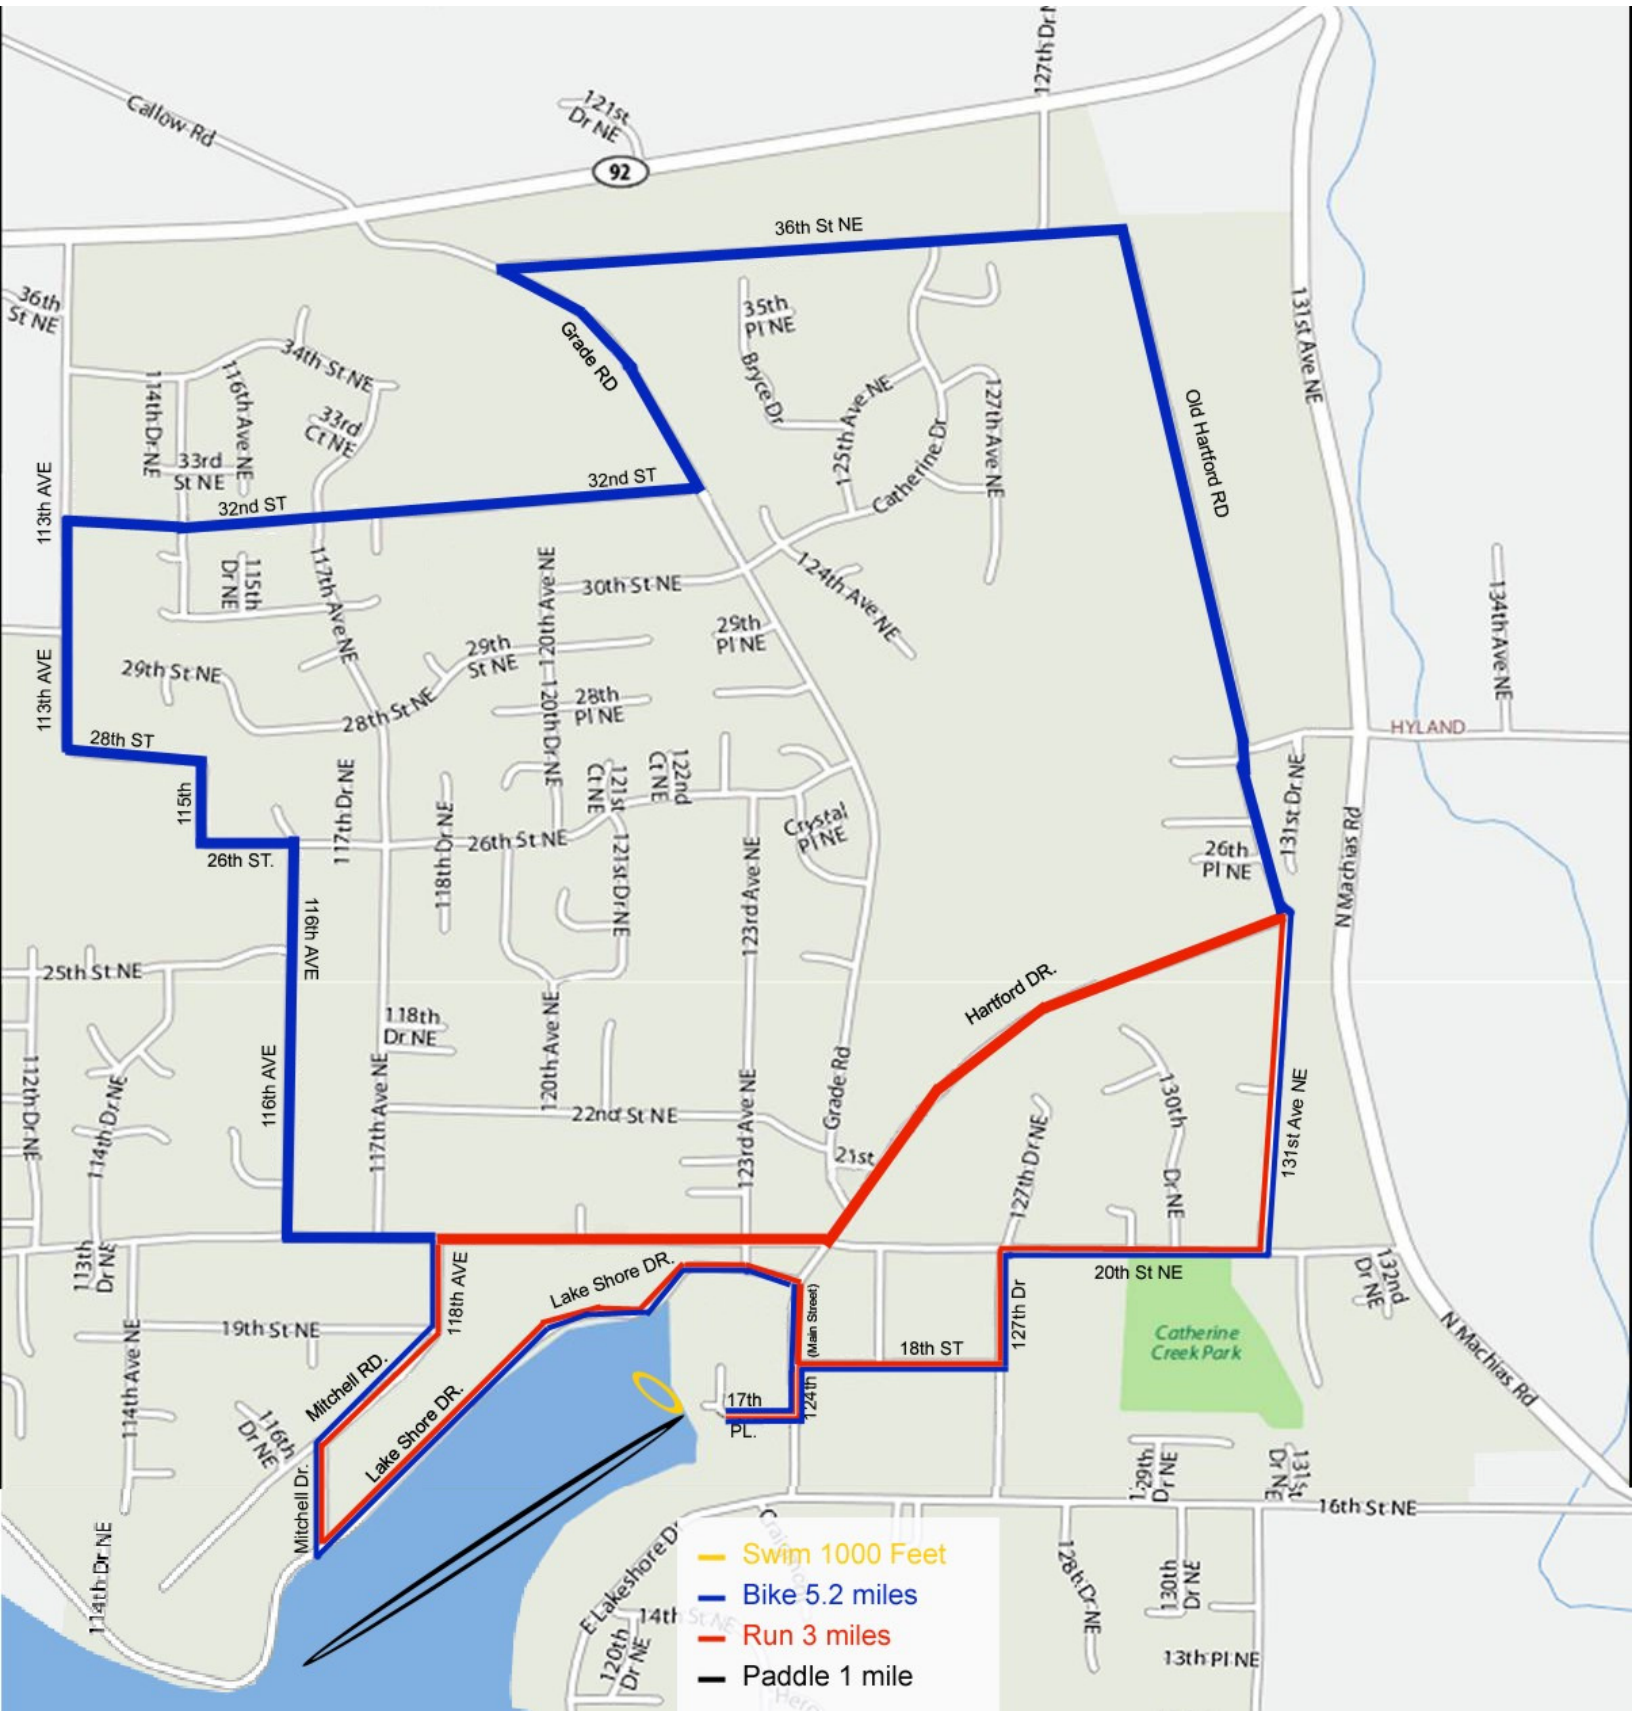 127th Dr.N
Callow Rd
121st
Dr NE
92
36th St NE
36th
St NE
34th St NE
35th
Pl NE
Grade RD
131st Ave NE
Bryce Dr
114th Dr NE
116th Ave NE
33rd
Ct NE
125th Ave NE
127th Ave NE
Catherine Dr
Old Hartford RD
33rd
St NE
113th AVE
32nd ST
32nd ST
115th
Dr NE
117th Ave NE
120th Ave NE
30th St NE
124th Ave NE
134th Ave NE
29th
Pl NE
29th
St NE
29th St NE
113th AVE
28th St NE
120th Dr NE
28th
Pl NE
HYLAND
28th ST
115th
117th Dr NE
118th Dr NE
121st
Ct NE
122nd
Ct NE
131st Dr NE
Crystal
Pl NE
26th St NE
26th ST.
26th
Pl NE
121st Dr NE
123rd Ave NE
N Machias Rd
116th AVE
25th St NE
Hartford DR.
118th
Dr NE
120th Ave NE
112th Dr NE
116th AVE
114th Dr NE
117th Ave NE
22nd St NE
123rd Ave NE
Grade Rd
21st
127th Dr NE
130th
Dr NE
131st Ave NE
113th
Dr NE
118th AVE
Lake Shore DR.
(Main Street)
127th Dr
20th St NE
132nd
Dr NE
19th St NE
114th Ave NE
18th ST
Catherine
Creek Park
N Machias Rd
Mitchell RD.
Lake Shore DR.
17th
PL.
124th
116th
Dr NE
Mitchell Dr.
129th
Dr NE
131st
Dr NE
16th St NE
114th Dr NE
E Lakeshore Dr
128th Dr NE
130th
Dr NE
14th St NE
120th
Dr NE
13th Pl NE
Swim 1000 Feet
Bike 5.2 miles
Run 3 miles
Paddle 1 mile